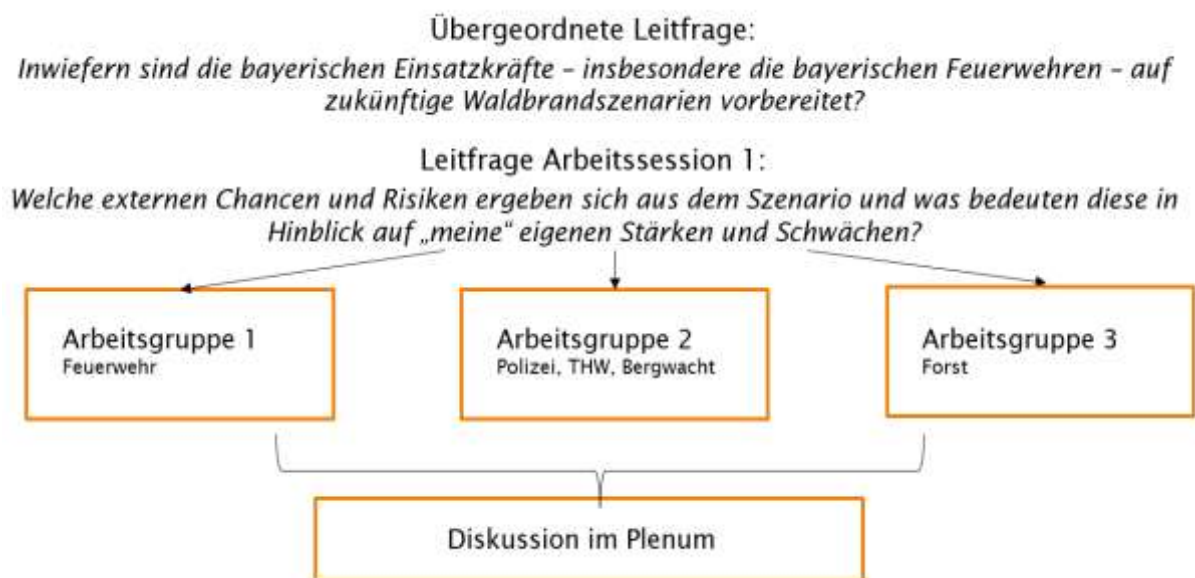 Übergeordnete Leitfrage:
Inwiefern sind die bayerischen Einsatzkräfte – insbesondere die bayerischen Feuerwehren – auf
zukünftige Waldbrandszenarien vorbereitet?
Leitfrage Arbeitssession 1:
Welche externen Chancen und Risiken ergeben sich aus dem Szenario und was bedeuten diese in
Hinblick auf „meine" eigenen Stärken und Schwächen?
Arbeitsgruppe 1
Feuerwehr
Arbeitsgruppe 2
Polizei, THW, Bergwacht
Arbeitsgruppe 3
Forst
Diskussion im Plenum